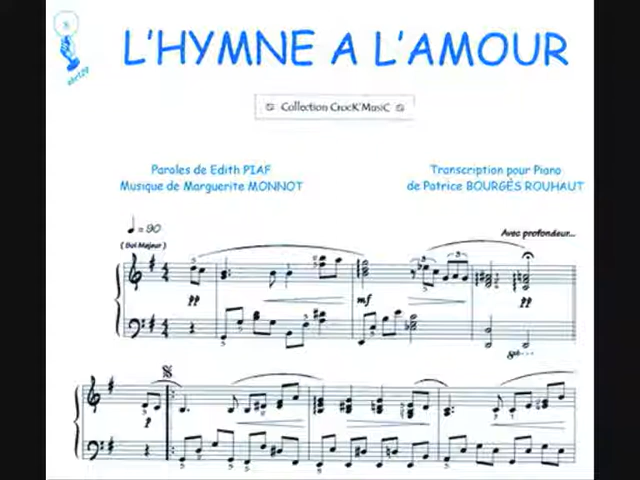 L'HYMNE A L'AMOUR
Collection CrocK'MusiC
Paroles de Edith PIAF
Musique de Marguerite MONNOT
Transcription pour Piano
de Patrice BOURGÈS ROUHAUT
= 90
(Sol Majeur)
Avec profondeur...
pp
mf
pp
8vb
p